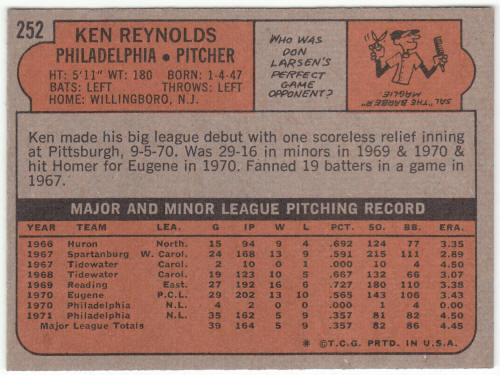 252
KEN REYNOLDS
PHILADELPHIA • PITCHER
HT: 5'11" WT: 180 BORN: 1-4-47
BATS: LEFT THROWS: LEFT
HOME: WILLINGBORO, N.J.
WHO WAS
DON
LARSEN'S
PERFECT
GAME
OPPONENT?
SAL "THE BARBER"
MAGLIE
Ken made his big league debut with one scoreless relief inning
at Pittsburgh, 9-5-70. Was 29-16 in minors in 1969 & 1970 &
hit Homer for Eugene in 1970. Fanned 19 batters in a game in
1967.
MAJOR AND MINOR LEAGUE PITCHING RECORD
YEAR TEAM LEA. G IP W L PCT. SO. BB. ERA.
1966 Huron North. 15 94 9 4 .692 124 77 3.35
1967 Spartanburg W. Carol. 24 168 13 9 .591 215 111 2.89
1967 Tidewater Carol. 2 10 0 1 .000 10 4 4.50
1968 Tidewater Carol. 19 123 10 5 .667 132 66 3.07
1969 Reading East. 27 192 16 6 .727 180 110 3.38
1970 Eugene P.C.L. 29 202 13 10 .565 143 106 3.43
1970 Philadelphia N.L. 4 2 0 0 .000 1 4 0.00
1971 Philadelphia N.L. 35 162 5 9 .357 81 82 4.50
Major League Totals 39 164 5 9 .357 82 86 4.45
* © T.C.G. PRTD. IN U.S.A.